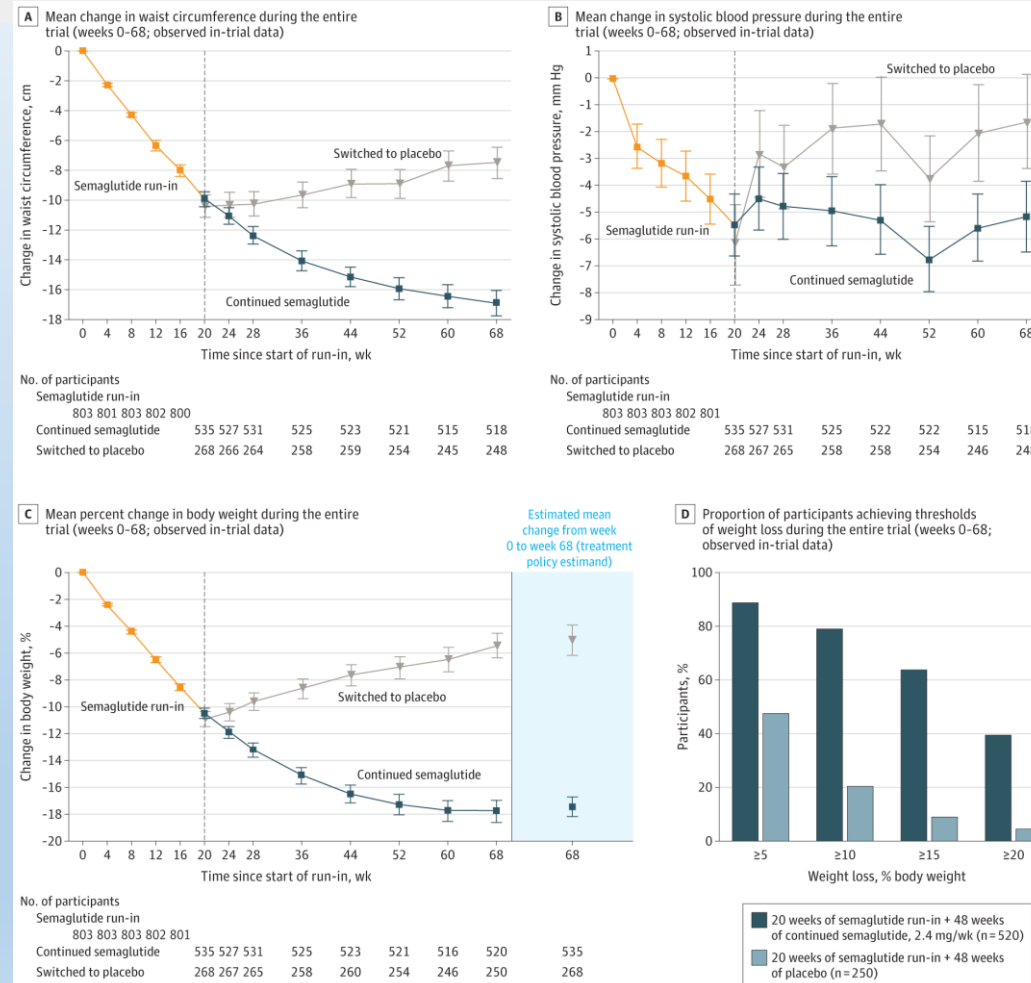 A Mean change in waist circumference during the entire
trial (weeks 0-68; observed in-trial data)
Change in waist circumference, cm
0
-2
-4
-6
-8
-10
-12
-14
-16
-18
Switched to placebo
Semaglutide run-in
Continued semaglutide
0 4 8 12 16 20 24 28 36 44 52 60 68
Time since start of run-in, wk
No. of participants
Semaglutide run-in
803 801 803 802 800
Continued semaglutide 535 527 531 525 523 521 515 518
Switched to placebo 268 266 264 258 259 254 245 248
B Mean change in systolic blood pressure during the entire
trial (weeks 0-68; observed in-trial data)
Change in systolic blood pressure, mm Hg
1
0
-1
-2
-3
-4
-5
-6
-7
-8
-9
Switched to placebo
Semaglutide run-in
Continued semaglutide
0 4 8 12 16 20 24 28 36 44 52 60 68
Time since start of run-in, wk
No. of participants
Semaglutide run-in
803 803 803 802 801
Continued semaglutide 535 527 531 525 522 522 515 518
Switched to placebo 268 267 265 258 258 254 246 248
C Mean percent change in body weight during the entire
trial (weeks 0-68; observed in-trial data)
Estimated mean
change from week
0 to week 68 (treatment
policy estimand)
Change in body weight, %
0
-2
-4
-6
-8
-10
-12
-14
-16
-18
-20
Semaglutide run-in
Switched to placebo
Continued semaglutide
0 4 8 12 16 20 24 28 36 44 52 60 68 68
Time since start of run-in, wk
No. of participants
Semaglutide run-in
803 803 803 802 801
Continued semaglutide 535 527 531 525 523 521 516 520 535
Switched to placebo 268 267 265 258 260 254 246 250 268
D Proportion of participants achieving thresholds
of weight loss during the entire trial (weeks 0-68;
observed in-trial data)
Participants, %
100
80
60
40
20
0
≥5 ≥10 ≥15 ≥20
Weight loss, % body weight
20 weeks of semaglutide run-in + 48 weeks
of continued semaglutide, 2.4 mg/wk (n=520)
20 weeks of semaglutide run-in + 48 weeks
of placebo (n=250)